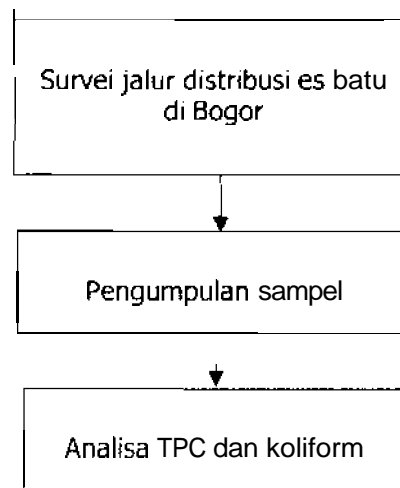 Survei jalur distribusi es batu
di Bogor
Pengumpulan sampel
Analisa TPC dan koliform